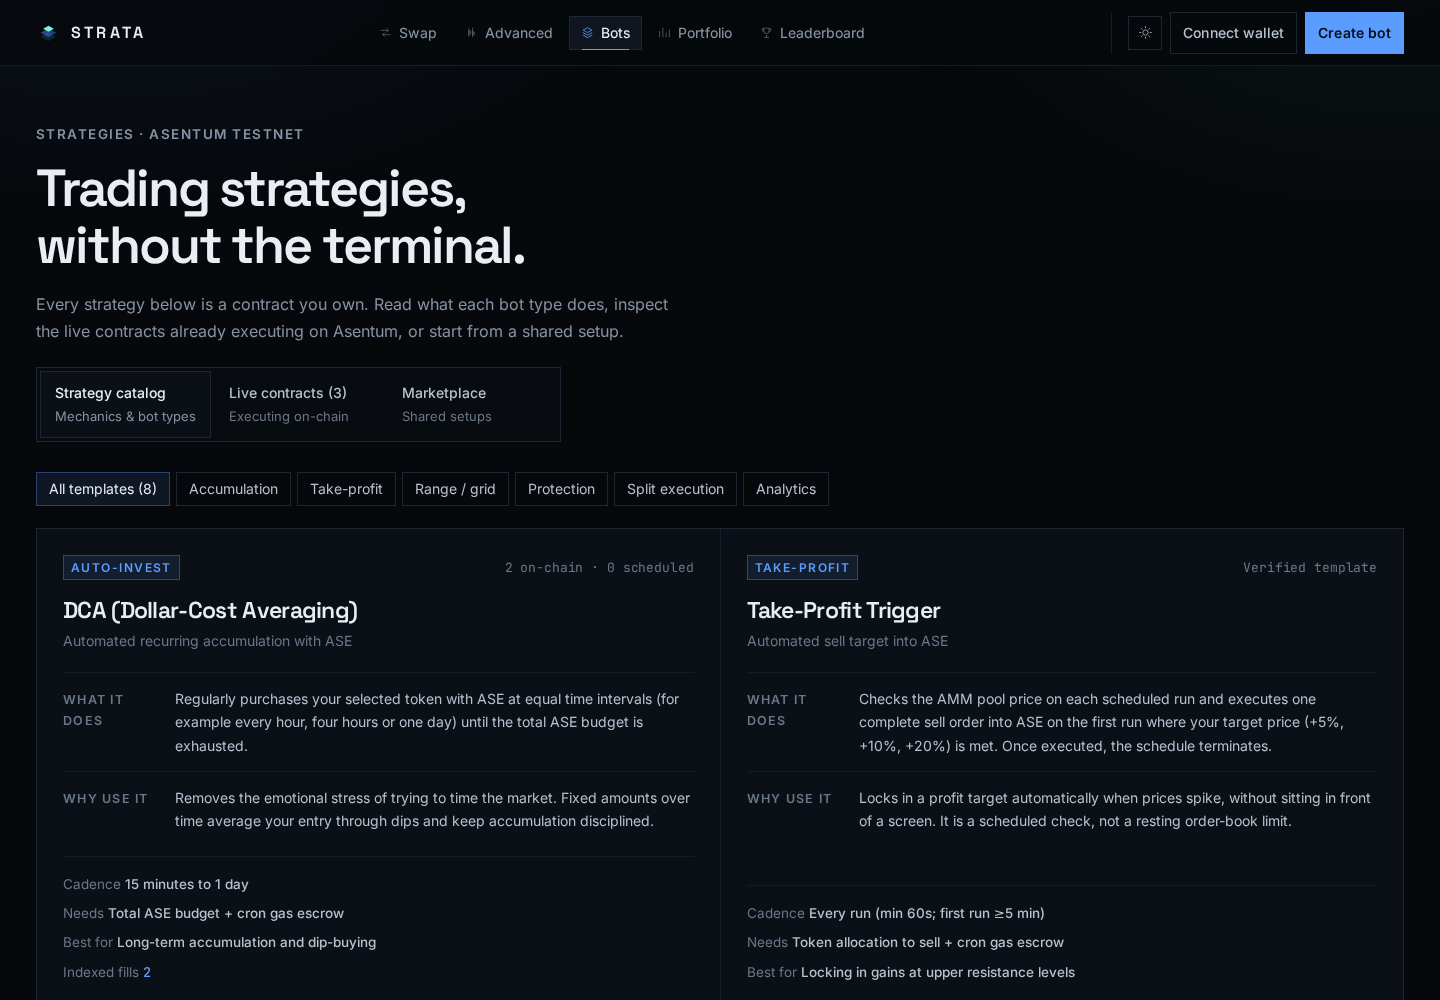 STRATA
Swap
Advanced
Bots
Portfolio
Leaderboard
Connect wallet
Create bot
STRATEGIES · ASENTUM TESTNET
Trading strategies,
without the terminal.
Every strategy below is a contract you own. Read what each bot type does, inspect
the live contracts already executing on Asentum, or start from a shared setup.
Strategy catalog
Mechanics & bot types
Live contracts (3)
Executing on-chain
Marketplace
Shared setups
All templates (8)
Accumulation
Take-profit
Range / grid
Protection
Split execution
Analytics
AUTO-INVEST
2 on-chain · 0 scheduled
DCA (Dollar-Cost Averaging)
Automated recurring accumulation with ASE
WHAT IT
DOES
Regularly purchases your selected token with ASE at equal time intervals (for
example every hour, four hours or one day) until the total ASE budget is
exhausted.
WHY USE IT
Removes the emotional stress of trying to time the market. Fixed amounts over
time average your entry through dips and keep accumulation disciplined.
Cadence 15 minutes to 1 day
Needs Total ASE budget + cron gas escrow
Best for Long-term accumulation and dip-buying
Indexed fills 2
TAKE-PROFIT
Verified template
Take-Profit Trigger
Automated sell target into ASE
WHAT IT
DOES
Checks the AMM pool price on each scheduled run and executes one
complete sell order into ASE on the first run where your target price (+5%,
+10%, +20%) is met. Once executed, the schedule terminates.
WHY USE IT
Locks in a profit target automatically when prices spike, without sitting in front
of a screen. It is a scheduled check, not a resting order-book limit.
Cadence Every run (min 60s; first run ≥5 min)
Needs Token allocation to sell + cron gas escrow
Best for Locking in gains at upper resistance levels